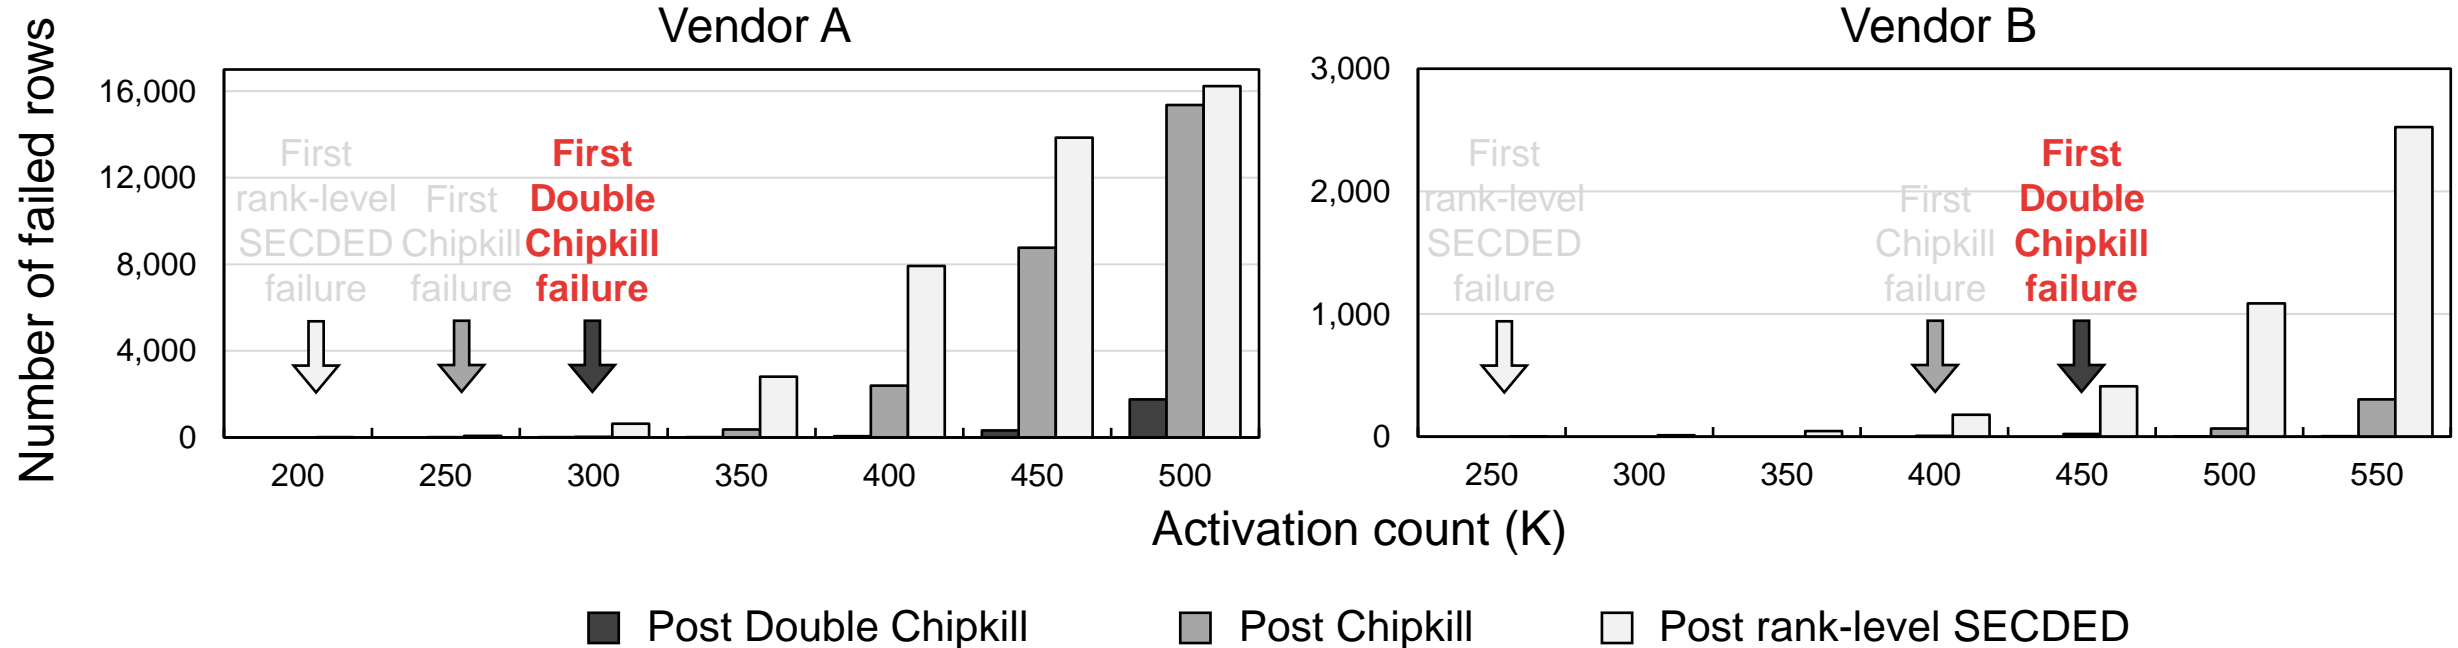 Vendor A
Vendor B
Number of failed rows
16,000
12,000
8,000
4,000
0
First
rank-level
SECDED
failure
First
Chipkill
failure
First
Double
Chipkill
failure
200
250
300
350
400
450
500
3,000
2,000
1,000
0
First
rank-level
SECDED
failure
First
Chipkill
failure
First
Double
Chipkill
failure
250
300
350
400
450
500
550
Activation count (K)
Post Double Chipkill
Post Chipkill
Post rank-level SECDED